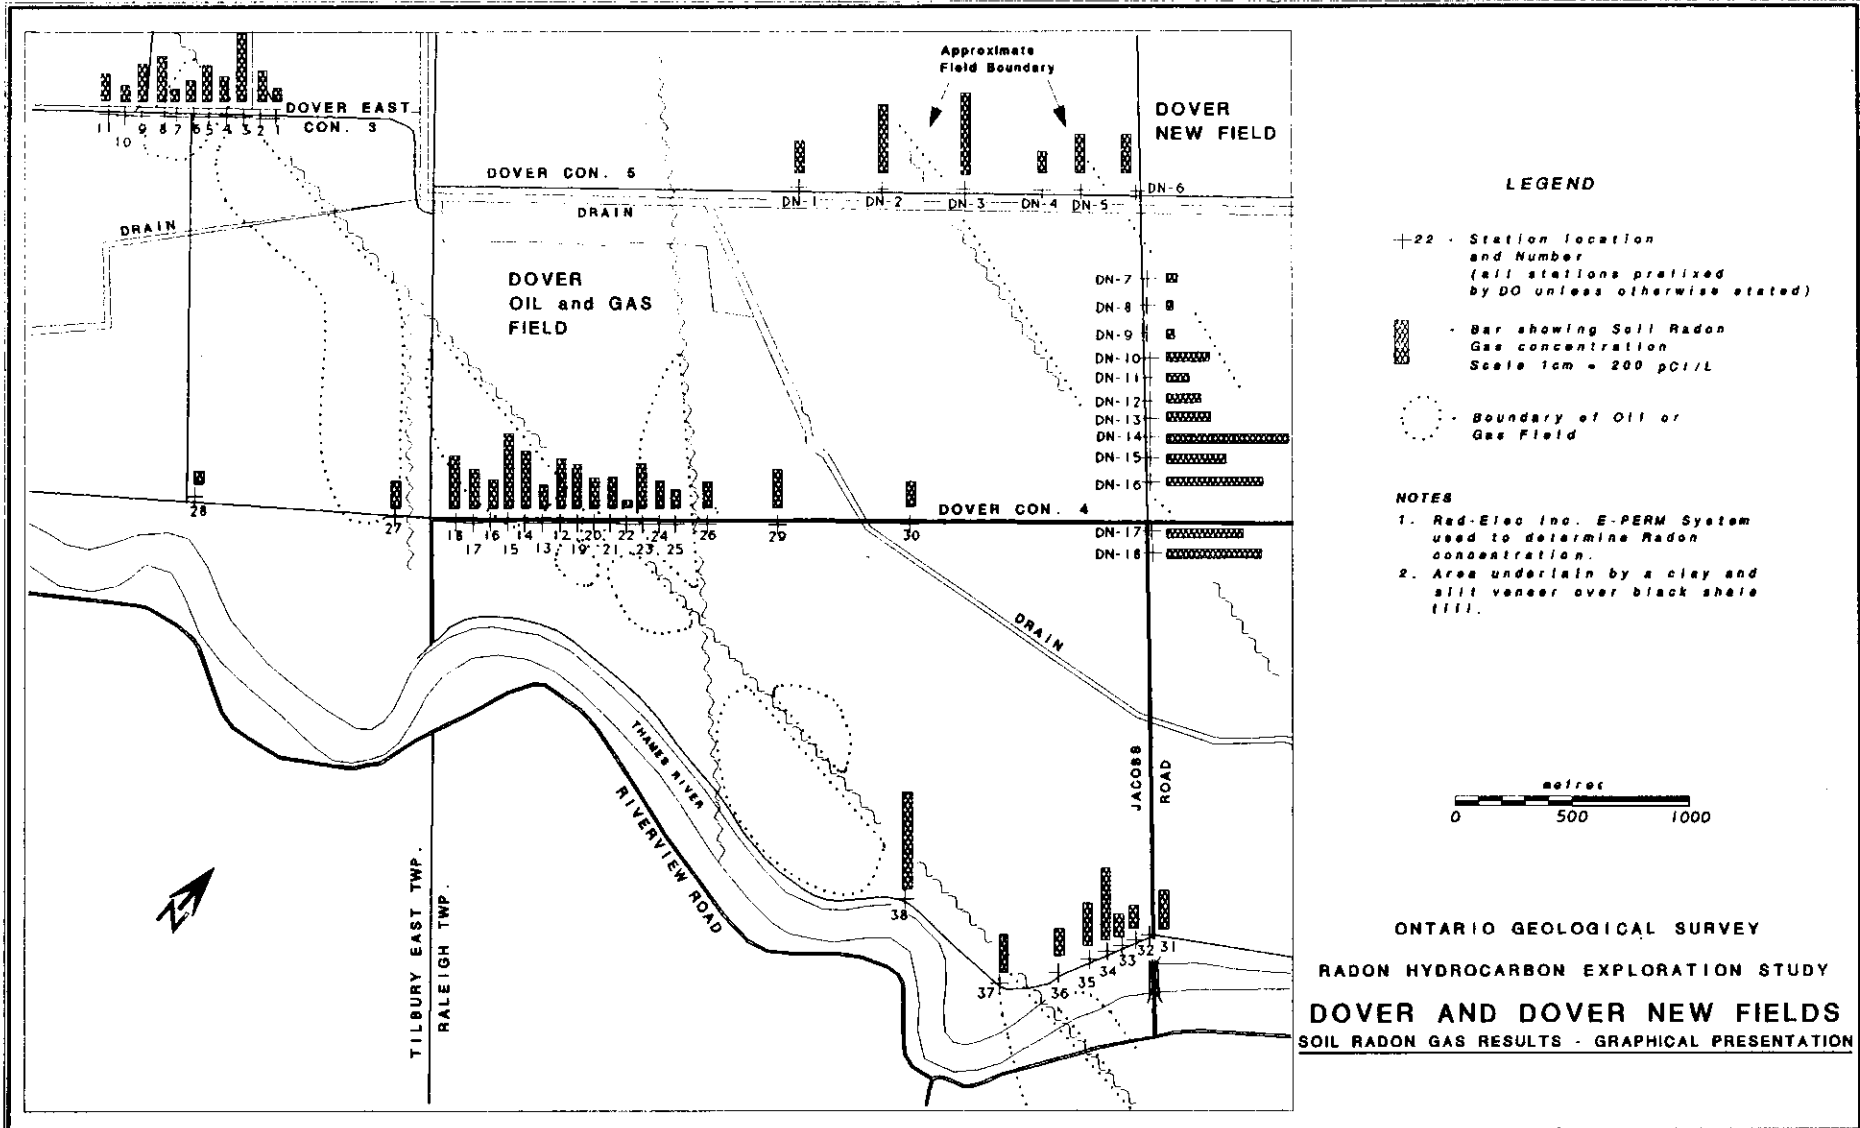 Approximate
Field Boundary
DOVER
NEW FIELD
DOVER EAST
CON. 3
11
10
9
8
7
6
5
4
3
2
1
DOVER CON. 5
DN-1
DN-2
DN-3
DN-4
DN-5
DN-6
DRAIN
DRAIN
DOVER
OIL and GAS
FIELD
DN-7
DN-8
DN-9
DN-10
DN-11
DN-12
DN-13
DN-14
DN-15
DN-16
DN-17
DN-18
28
27
18
17
16
15
14
13
12
19
20
21
22
23
24
25
26
29
30
DOVER CON. 4
DRAIN
THAMES RIVER
RIVERVIEW ROAD
JACOBS
ROAD
TILBURY EAST TWP.
RALEIGH TWP.
N
38
37
36
35
34
33
32
31
LEGEND
22 - Station location
and Number
(all stations prefixed
by DO unless otherwise stated)
- Bar showing Soil Radon
Gas concentration
Scale 1cm = 200 pCi/L
- Boundary of Oil or
Gas Field
NOTES
1. Rad-Elec Inc. E-PERM System
used to determine Radon
concentration.
2. Area underlain by a clay and
silt veneer over black shale
till.
metres
0 500 1000
ONTARIO GEOLOGICAL SURVEY
RADON HYDROCARBON EXPLORATION STUDY
DOVER AND DOVER NEW FIELDS
SOIL RADON GAS RESULTS - GRAPHICAL PRESENTATION